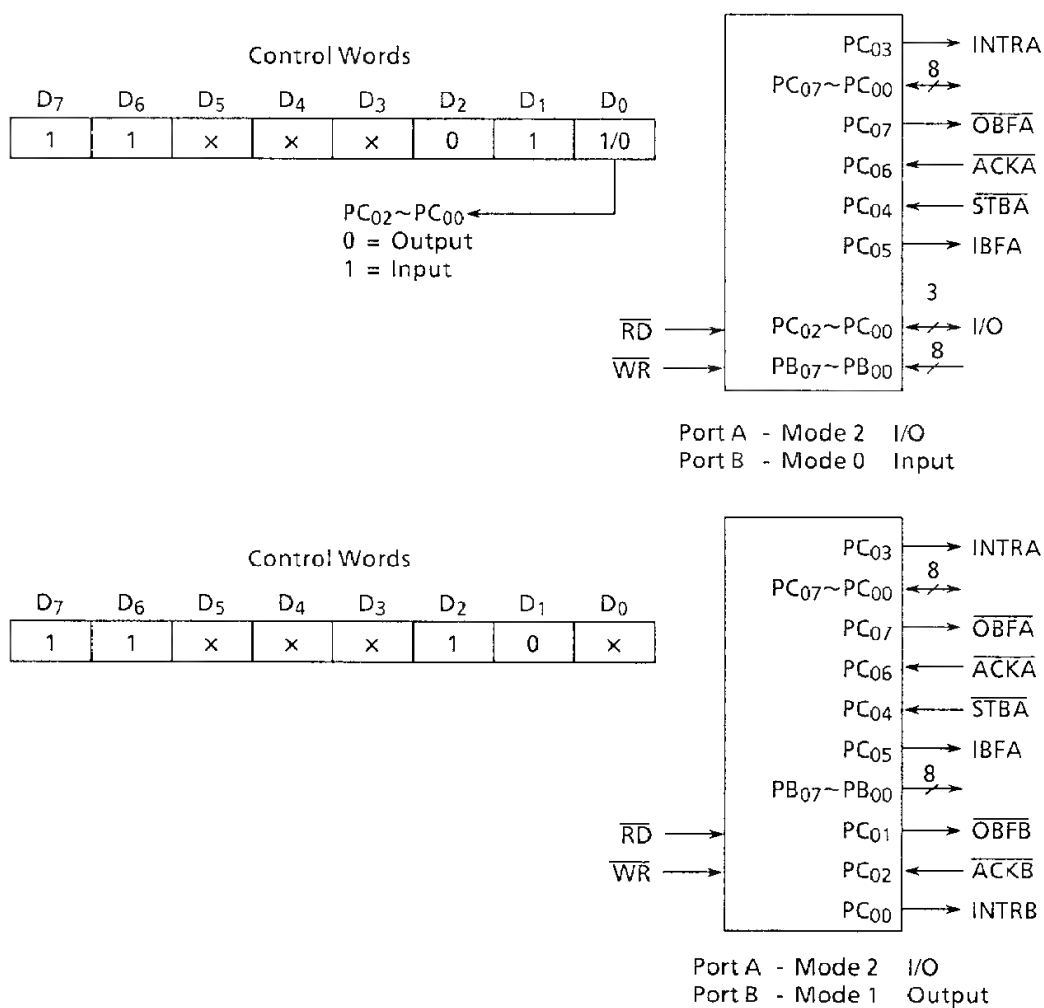 Control Words
D7 D6 D5 D4 D3 D2 D1 D0
1 1 × × × 0 1 1/0
PC02~PC00
0 = Output
1 = Input
PC03 INTRA
PC07~PC00 8
PC07 OBFA
PC06 ACKA
PC04 STBA
PC05 IBFA
RD PC02~PC00 3 I/O
WR PB07~PB00 8
Port A - Mode 2 I/O
Port B - Mode 0 Input
Control Words
D7 D6 D5 D4 D3 D2 D1 D0
1 1 × × × 1 0 ×
PC03 INTRA
PC07~PC00 8
PC07 OBFA
PC06 ACKA
PC04 STBA
PC05 IBFA
PB07~PB00 8
RD PC01 OBFB
WR PC02 ACKB
PC00 INTRB
Port A - Mode 2 I/O
Port B - Mode 1 Output